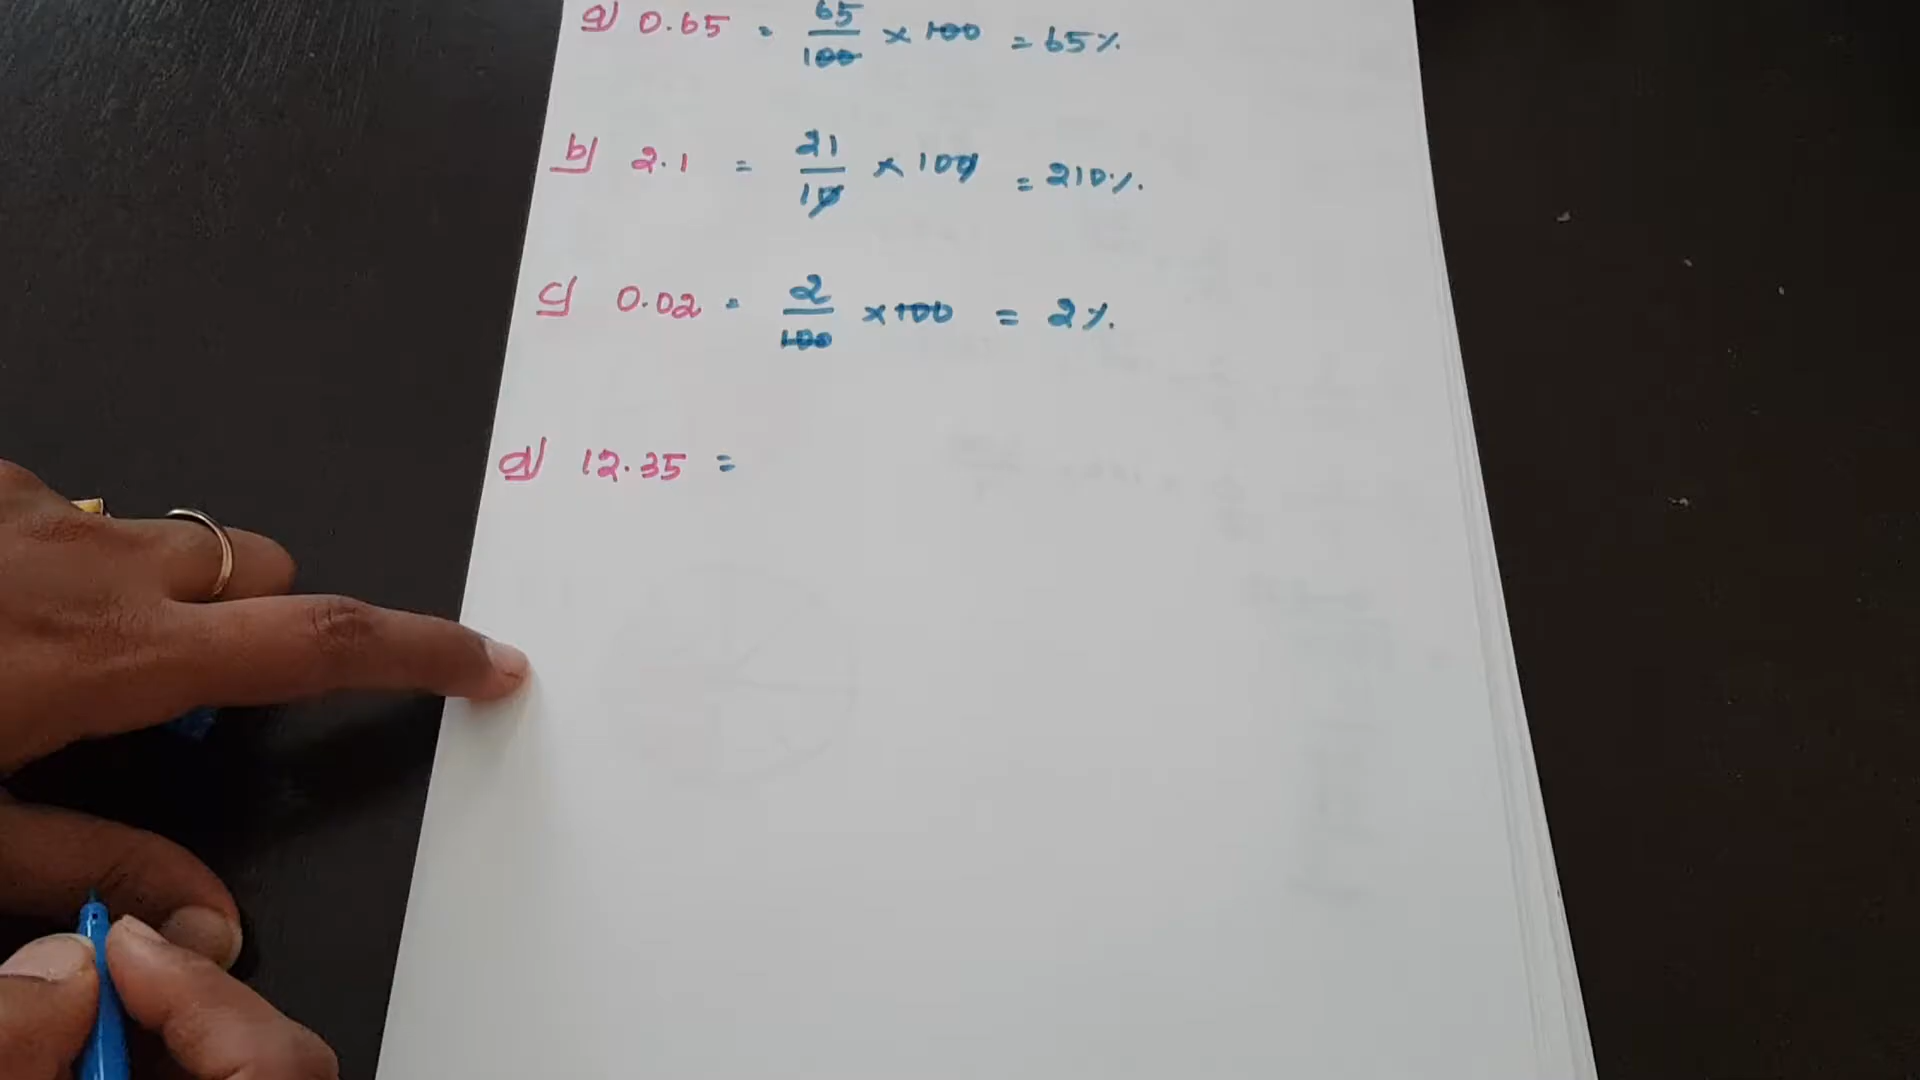 a) 0.65 = 65/100 × 100 = 65%
b) 2.1 = 21/10 × 100 = 210%
c) 0.02 = 2/100 × 100 = 2%
d) 12.35 =